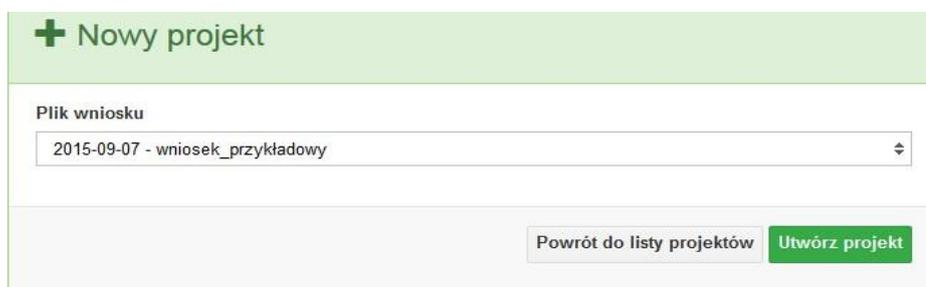 Nowy projekt
Plik wniosku
2015-09-07 - wniosek_przykładowy
Powrót do listy projektów Utwórz projekt